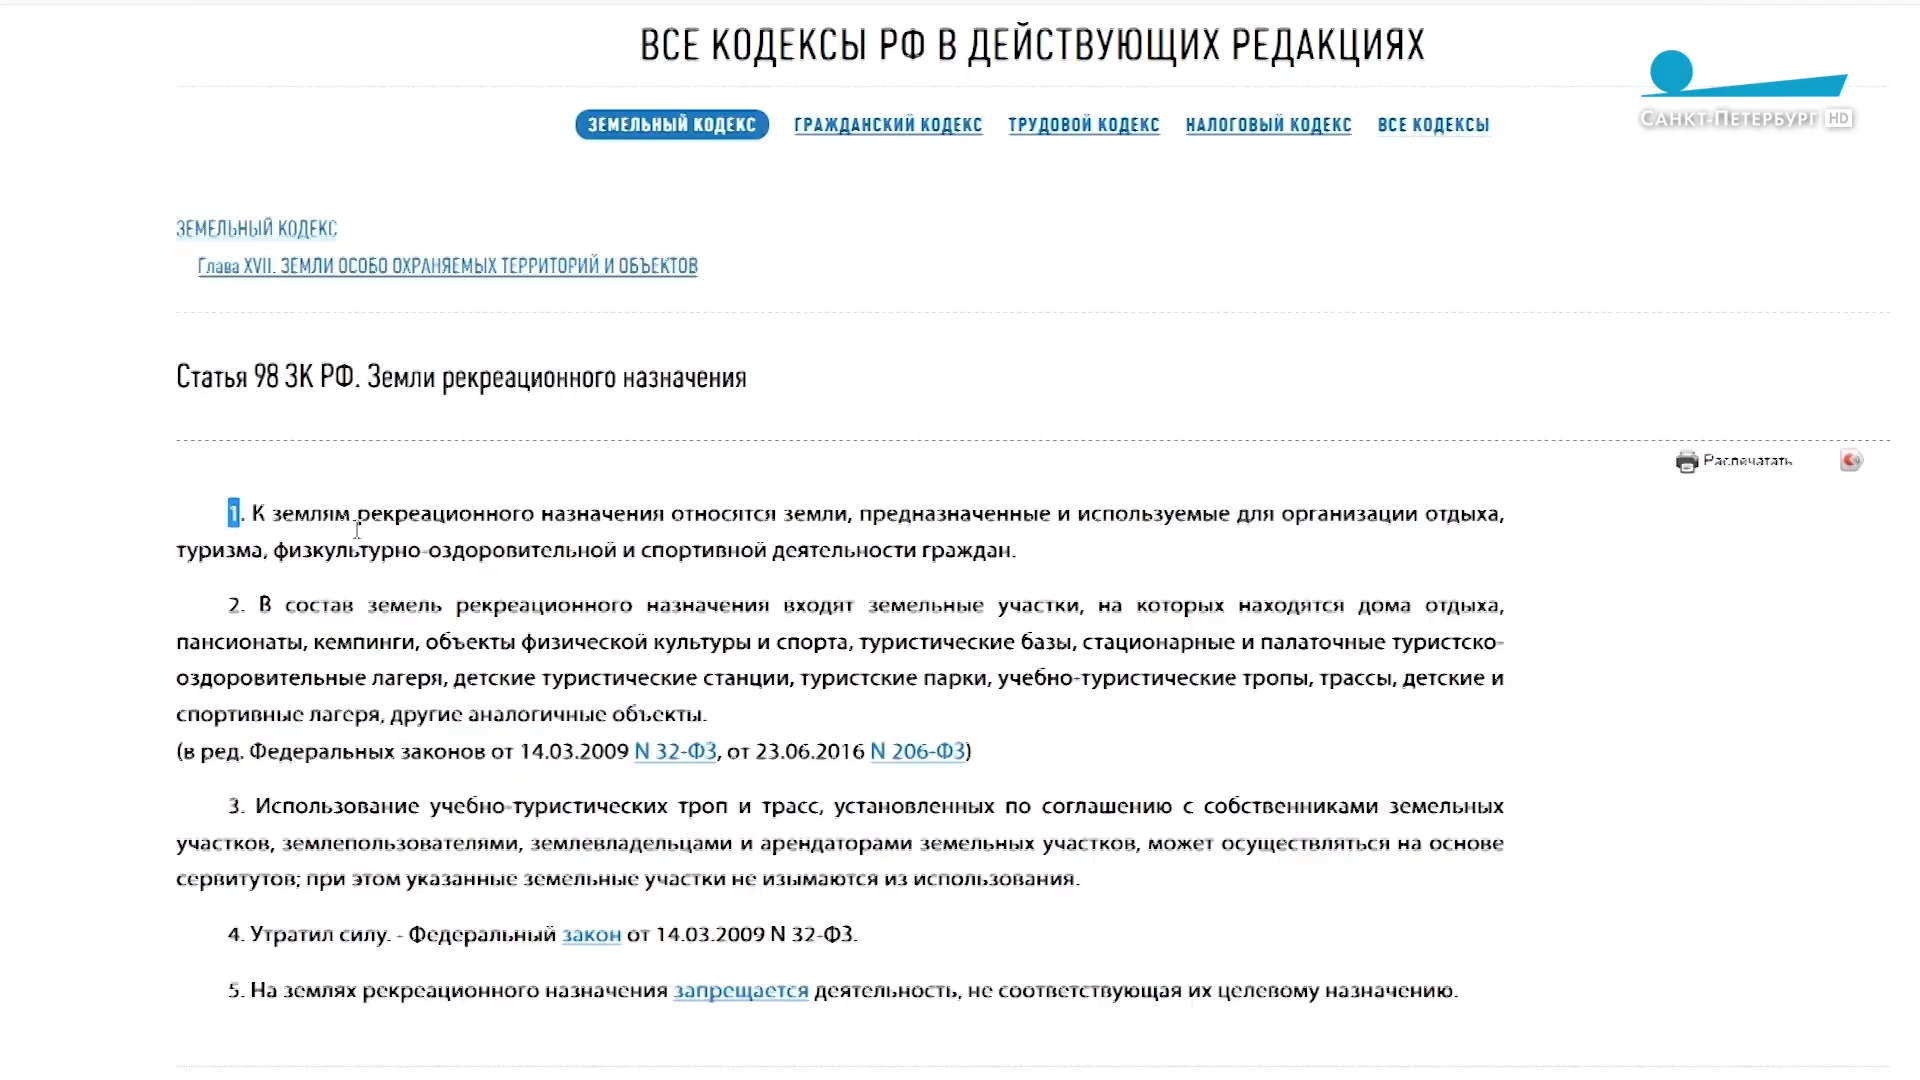 ВСЕ КОДЕКСЫ РФ В ДЕЙСТВУЮЩИХ РЕДАКЦИЯХ
САНКТ-ПЕТЕРБУРГ HD
ЗЕМЕЛЬНЫЙ КОДЕКС ГРАЖДАНСКИЙ КОДЕКС ТРУДОВОЙ КОДЕКС НАЛОГОВЫЙ КОДЕКС ВСЕ КОДЕКСЫ
ЗЕМЕЛЬНЫЙ КОДЕКС
Глава XVII. ЗЕМЛИ ОСОБО ОХРАНЯЕМЫХ ТЕРРИТОРИЙ И ОБЪЕКТОВ
Статья 98 ЗК РФ. Земли рекреационного назначения
Распечатать
1. К землям рекреационного назначения относятся земли, предназначенные и используемые для организации отдыха,
туризма, физкультурно-оздоровительной и спортивной деятельности граждан.
2. В состав земель рекреационного назначения входят земельные участки, на которых находятся дома отдыха,
пансионаты, кемпинги, объекты физической культуры и спорта, туристические базы, стационарные и палаточные туристско-
оздоровительные лагеря, детские туристические станции, туристские парки, учебно-туристические тропы, трассы, детские и
спортивные лагеря, другие аналогичные объекты.
(в ред. Федеральных законов от 14.03.2009 N 32-ФЗ, от 23.06.2016 N 206-ФЗ)
3. Использование учебно-туристических троп и трасс, установленных по соглашению с собственниками земельных
участков, землепользователями, землевладельцами и арендаторами земельных участков, может осуществляться на основе
сервитутов; при этом указанные земельные участки не изымаются из использования.
4. Утратил силу. - Федеральный закон от 14.03.2009 N 32-ФЗ.
5. На землях рекреационного назначения запрещается деятельность, не соответствующая их целевому назначению.